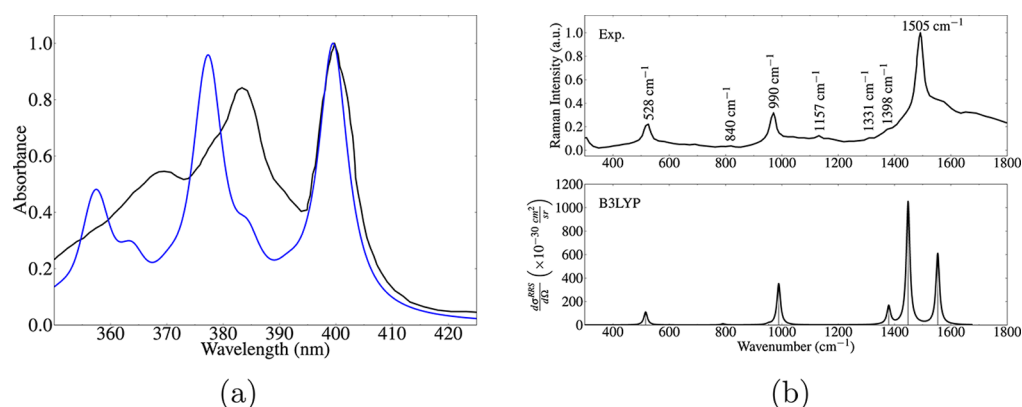 1.0
0.8
0.6
0.4
0.2
0.0
Absorbance
360 370 380 390 400 410 420
Wavelength (nm)
(a)
Exp.
1.0
0.8
0.6
0.4
0.2
0.0
Raman Intensity (a.u.)
528 cm⁻¹
840 cm⁻¹
990 cm⁻¹
1157 cm⁻¹
1331 cm⁻¹
1398 cm⁻¹
1505 cm⁻¹
400 600 800 1000 1200 1400 1600 1800
B3LYP
1200
1000
800
600
400
200
0
dσ^RRS/dΩ (×10⁻³⁰ cm²/sr)
400 600 800 1000 1200 1400 1600 1800
Wavenumber (cm⁻¹)
(b)